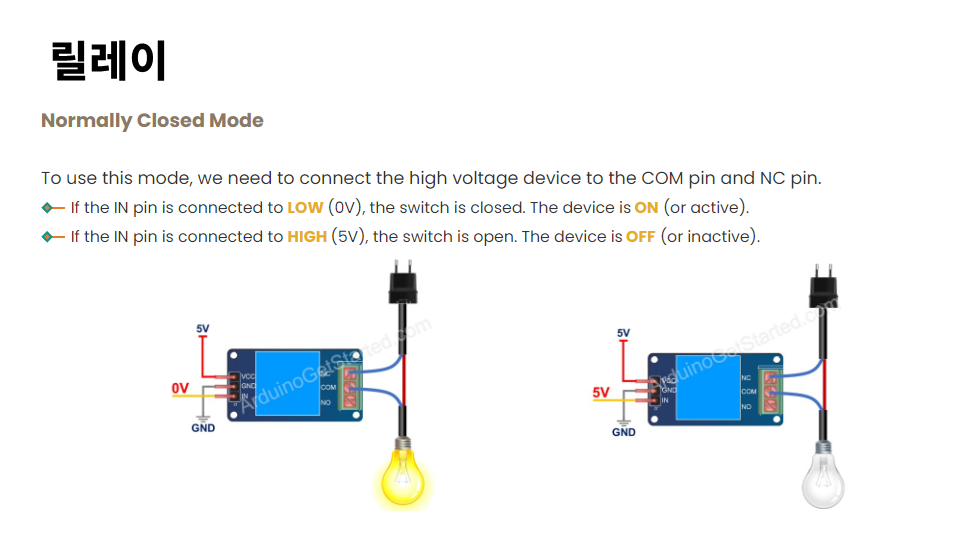 릴레이
Normally Closed Mode
To use this mode, we need to connect the high voltage device to the COM pin and NC pin.
If the IN pin is connected to LOW (0V), the switch is closed. The device is ON (or active).
If the IN pin is connected to HIGH (5V), the switch is open. The device is OFF (or inactive).
5V
0V
VCC
GND
IN
NC
COM
NO
GND
ArduinoGetStarted.com
5V
5V
VCC
GND
IN
NC
COM
NO
GND
ArduinoGetStarted.com